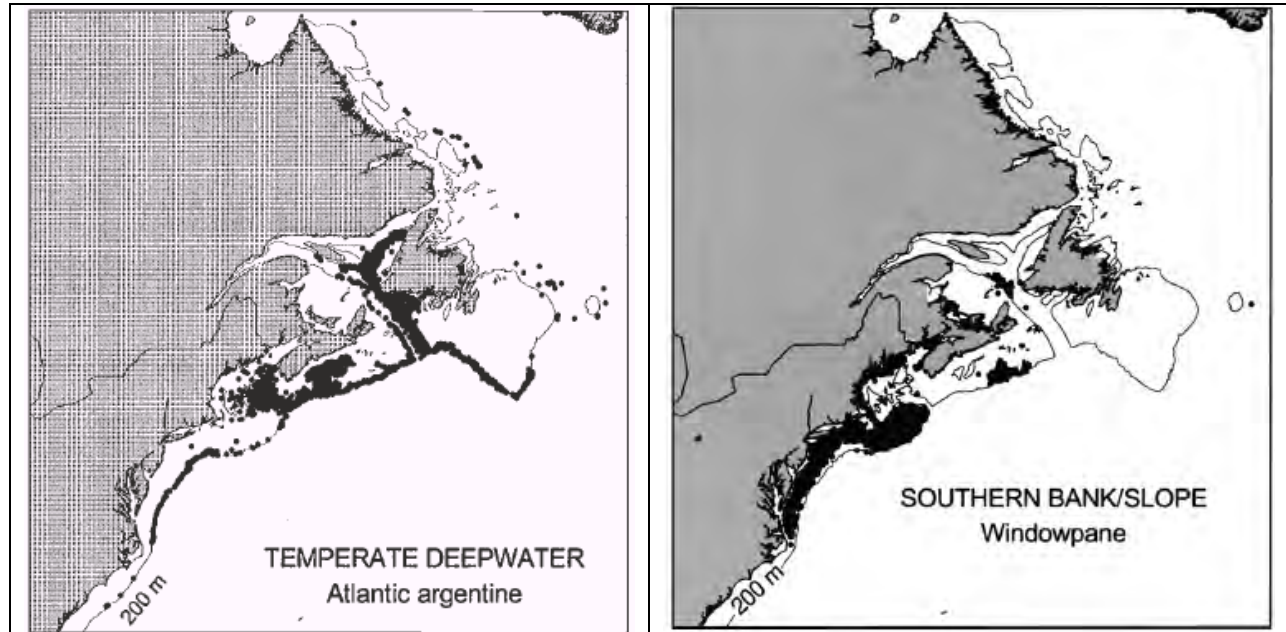 TEMPERATE DEEPWATER
Atlantic argentine
200 m
SOUTHERN BANK/SLOPE
Windowpane
200 m